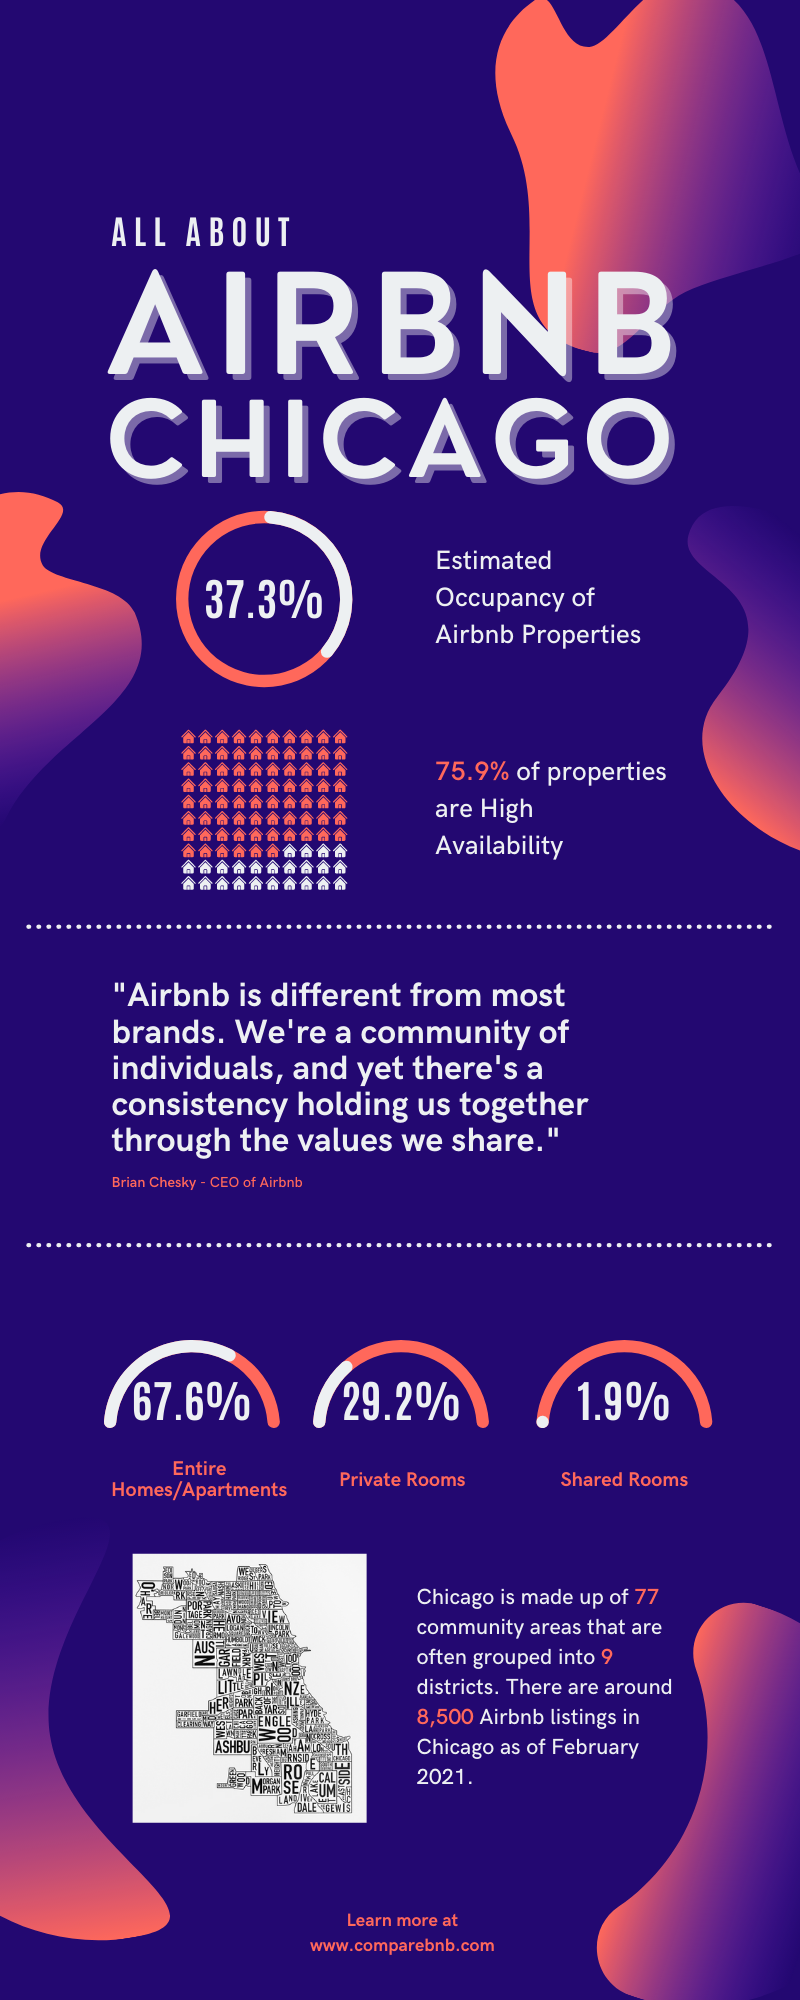 ALL ABOUT
AIRBNB
CHICAGO
37.3%
Estimated
Occupancy of
Airbnb Properties
75.9% of properties
are High
Availability
"Airbnb is different from most
brands. We're a community of
individuals, and yet there's a
consistency holding us together
through the values we share."
Brian Chesky - CEO of Airbnb
67.6%
Entire
Homes/Apartments
29.2%
Private Rooms
1.9%
Shared Rooms
Chicago is made up of 77
community areas that are
often grouped into 9
districts. There are around
8,500 Airbnb listings in
Chicago as of February
2021.
Learn more at
www.comparebnb.com